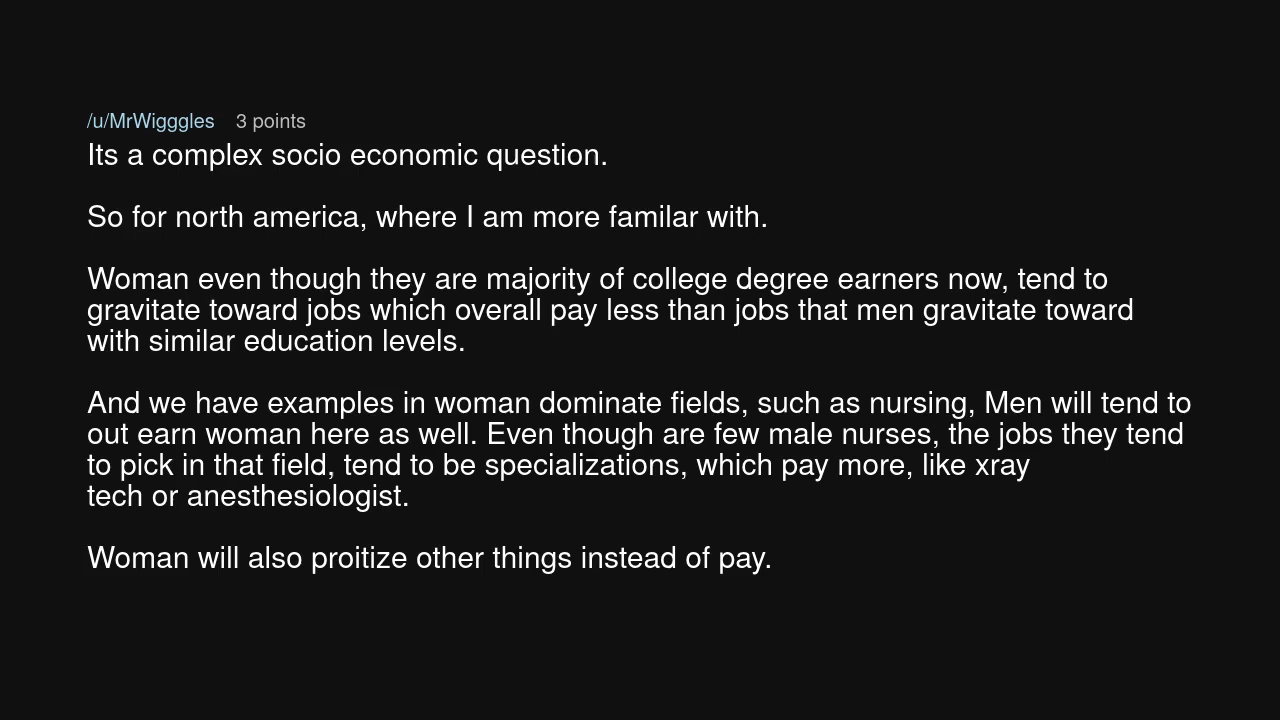 /u/MrWigggles 3 points
Its a complex socio economic question.
So for north america, where I am more familar with.
Woman even though they are majority of college degree earners now, tend to
gravitate toward jobs which overall pay less than jobs that men gravitate toward
with similar education levels.
And we have examples in woman dominate fields, such as nursing, Men will tend to
out earn woman here as well. Even though are few male nurses, the jobs they tend
to pick in that field, tend to be specializations, which pay more, like xray
tech or anesthesiologist.
Woman will also proitize other things instead of pay.